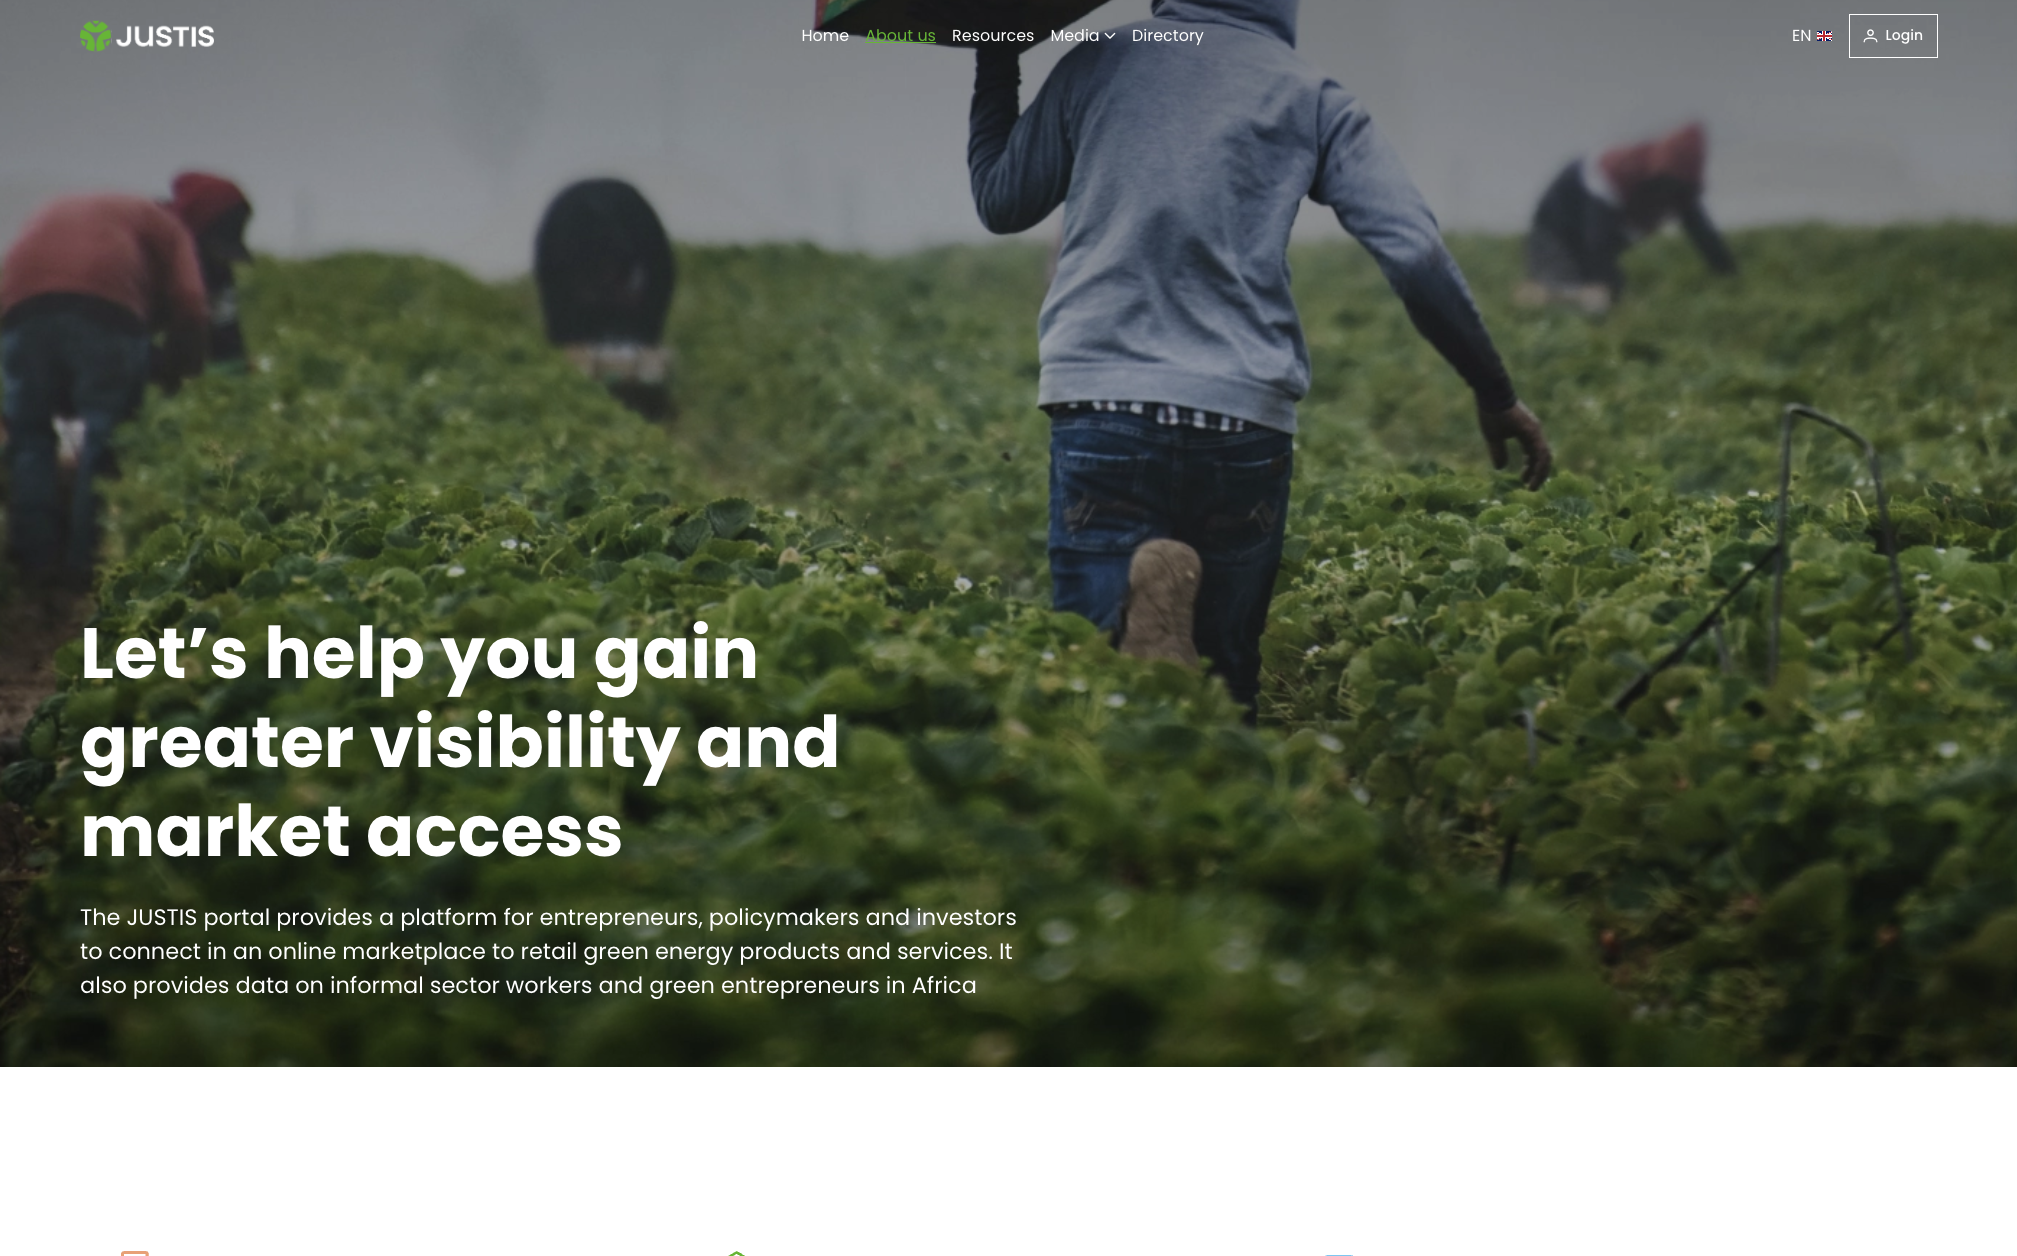 JUSTIS
Home About us Resources Media Directory
EN Login
Let’s help you gain
greater visibility and
market access
The JUSTIS portal provides a platform for entrepreneurs, policymakers and investors
to connect in an online marketplace to retail green energy products and services. It
also provides data on informal sector workers and green entrepreneurs in Africa